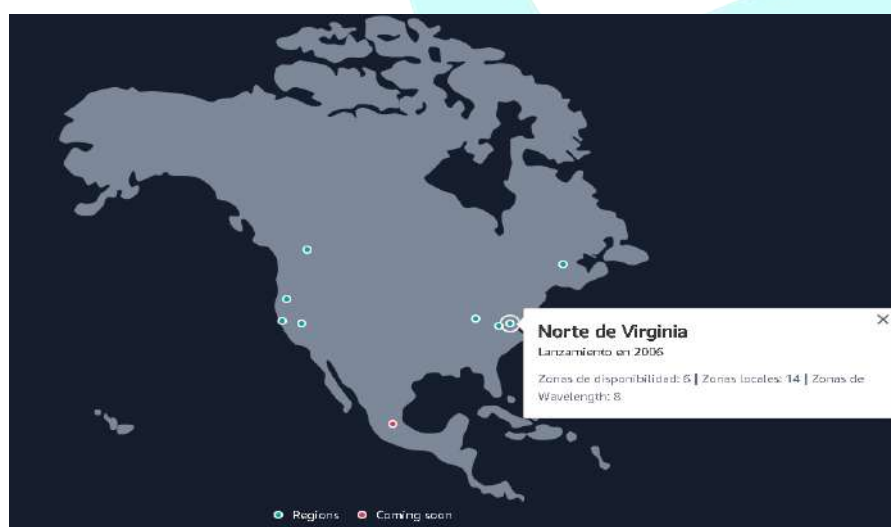 Norte de Virginia
Lanzamiento en 2006
Zonas de disponibilidad: 6 | Zonas locales: 14 | Zonas de
Wavelength: 8
Regions Coming soon